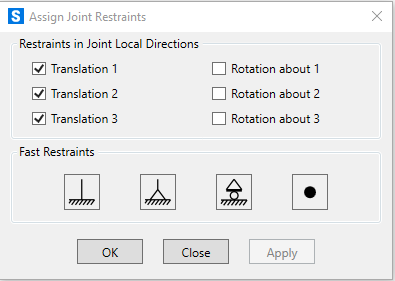 S Assign Joint Restraints
Restraints in Joint Local Directions
Translation 1 Rotation about 1
Translation 2 Rotation about 2
Translation 3 Rotation about 3
Fast Restraints
OK Close Apply